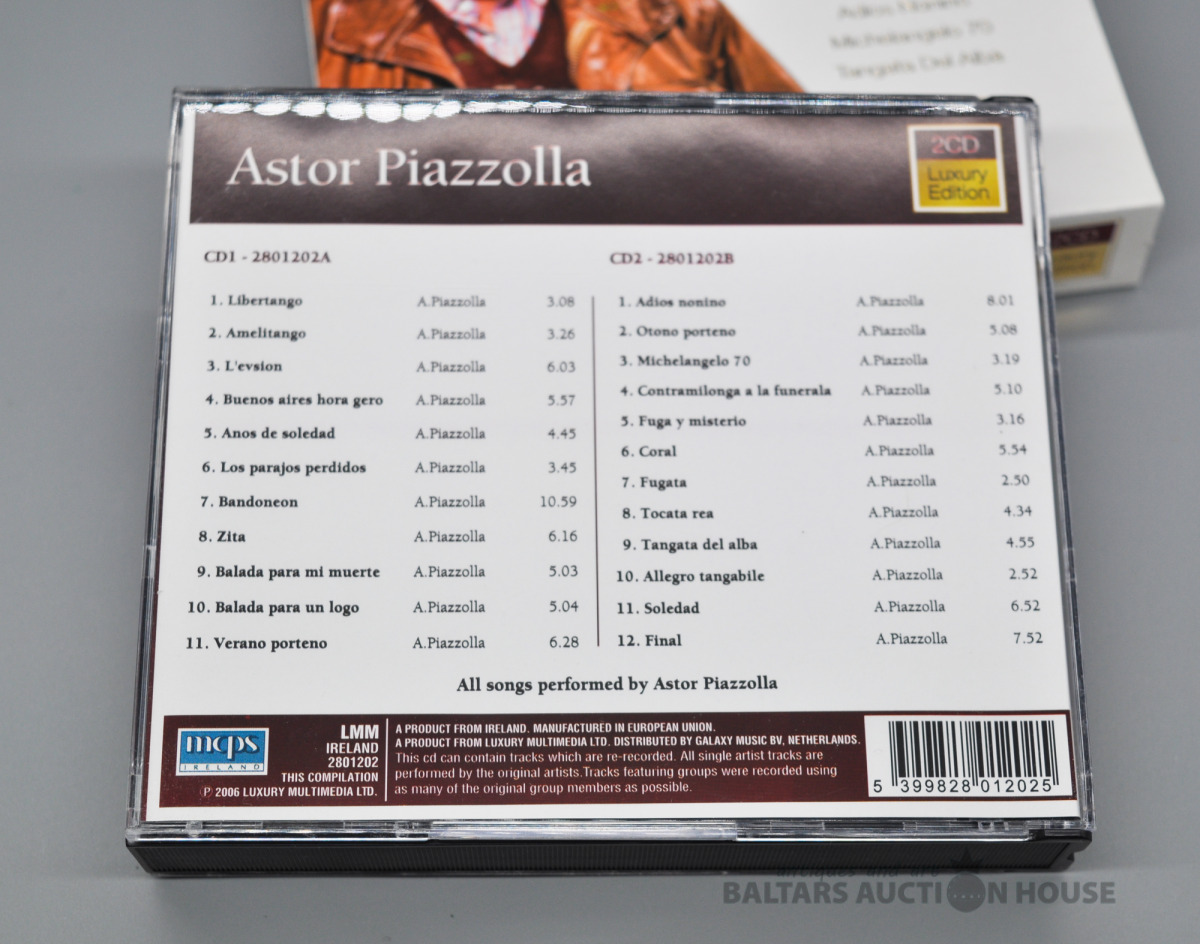 Michelangelo 70
Tangata Del Alba
Astor Piazzolla
2CD
Luxury
Edition
CD1 - 2801202A
1. Libertango A.Piazzolla 3.08
2. Amelitango A.Piazzolla 3.26
3. L'evsion A.Piazzolla 6.03
4. Buenos aires hora gero A.Piazzolla 5.57
5. Anos de soledad A.Piazzolla 4.45
6. Los parajos perdidos A.Piazzolla 3.45
7. Bandoneon A.Piazzolla 10.59
8. Zita A.Piazzolla 6.16
9. Balada para mi muerte A.Piazzolla 5.03
10. Balada para un logo A.Piazzolla 5.04
11. Verano porteno A.Piazzolla 6.28
CD2 - 2801202B
1. Adios nonino A.Piazzolla 8.01
2. Otono porteno A.Piazzolla 5.08
3. Michelangelo 70 A.Piazzolla 3.19
4. Contramilonga a la funerala A.Piazzolla 5.10
5. Fuga y misterio A.Piazzolla 3.16
6. Coral A.Piazzolla 5.54
7. Fugata A.Piazzolla 2.50
8. Tocata rea A.Piazzolla 4.34
9. Tangata del alba A.Piazzolla 4.55
10. Allegro tangabile A.Piazzolla 2.52
11. Soledad A.Piazzolla 6.52
12. Final A.Piazzolla 7.52
All songs performed by Astor Piazzolla
mcps
IRELAND
LMM
IRELAND
2801202
THIS COMPILATION
℗ 2006 LUXURY MULTIMEDIA LTD.
A PRODUCT FROM IRELAND. MANUFACTURED IN EUROPEAN UNION.
A PRODUCT FROM LUXURY MULTIMEDIA LTD. DISTRIBUTED BY GALAXY MUSIC BV, NETHERLANDS.
This cd can contain tracks which are re-recorded. All single artist tracks are
performed by the original artists.Tracks featuring groups were recorded using
as many of the original group members as possible.
5 399828 012025
BALTARS AUCTION HOUSE